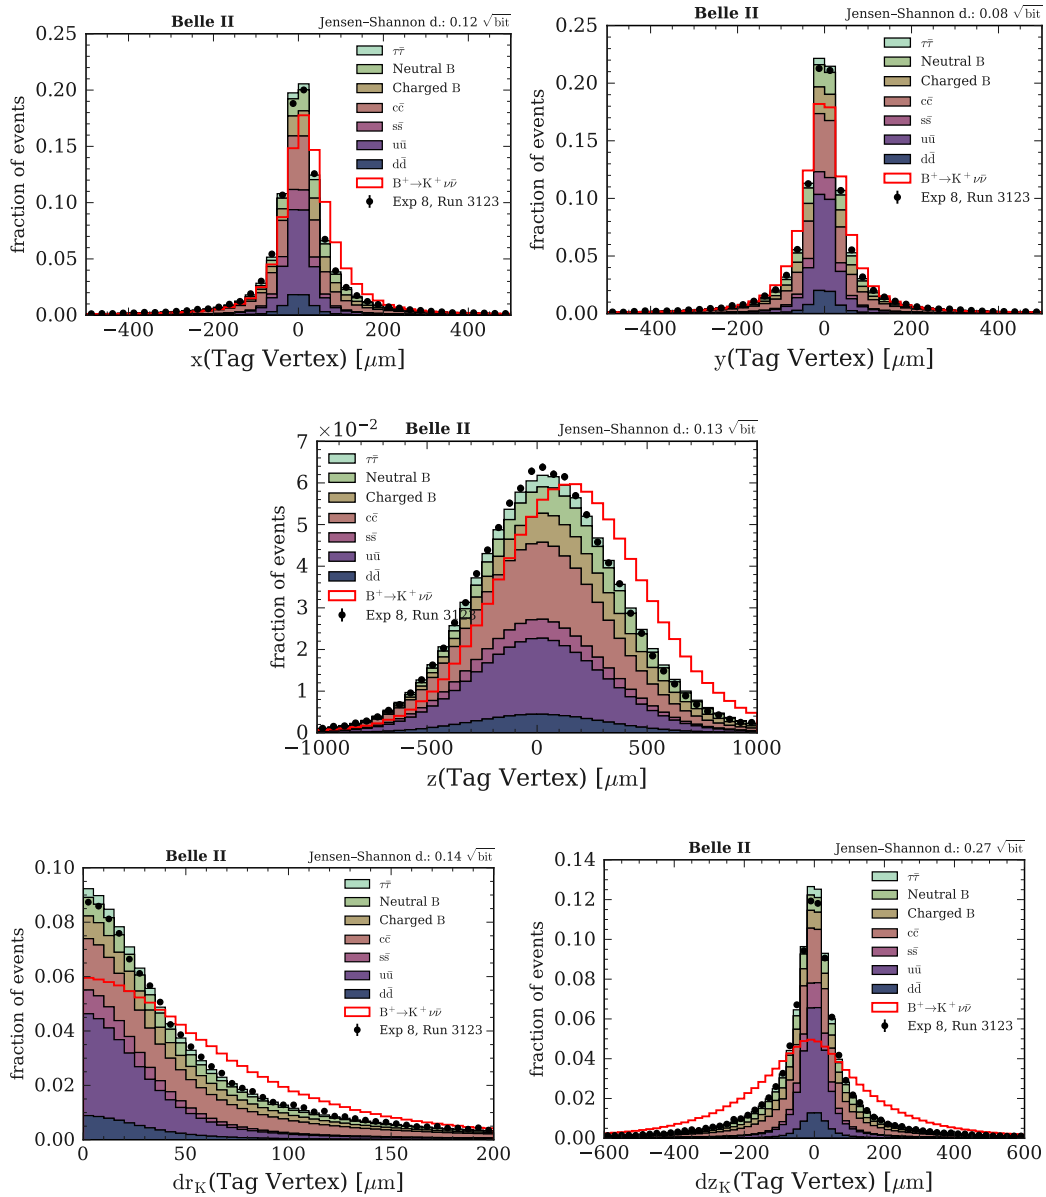 Belle II Jensen–Shannon d.: 0.12 √bit
0.25
0.20
0.15
0.10
0.05
0.00
fraction of events
ττ̄
Neutral B
Charged B
cc̄
ss̄
uū
dd̄
B⁺→K⁺νν̄
Exp 8, Run 3123
−400 −200 0 200 400
x(Tag Vertex) [μm]
Belle II Jensen–Shannon d.: 0.08 √bit
0.25
0.20
0.15
0.10
0.05
0.00
fraction of events
ττ̄
Neutral B
Charged B
cc̄
ss̄
uū
dd̄
B⁺→K⁺νν̄
Exp 8, Run 3123
−400 −200 0 200 400
y(Tag Vertex) [μm]
×10⁻² Belle II Jensen–Shannon d.: 0.13 √bit
7
6
5
4
3
2
1
0
fraction of events
ττ̄
Neutral B
Charged B
cc̄
ss̄
uū
dd̄
B⁺→K⁺νν̄
Exp 8, Run 3123
−1000 −500 0 500 1000
z(Tag Vertex) [μm]
Belle II Jensen–Shannon d.: 0.14 √bit
0.10
0.08
0.06
0.04
0.02
0.00
fraction of events
ττ̄
Neutral B
Charged B
cc̄
ss̄
uū
dd̄
B⁺→K⁺νν̄
Exp 8, Run 3123
0 50 100 150 200
dr_K(Tag Vertex) [μm]
Belle II Jensen–Shannon d.: 0.27 √bit
0.14
0.12
0.10
0.08
0.06
0.04
0.02
0.00
fraction of events
ττ̄
Neutral B
Charged B
cc̄
ss̄
uū
dd̄
B⁺→K⁺νν̄
Exp 8, Run 3123
−600 −400 −200 0 200 400 600
dz_K(Tag Vertex) [μm]